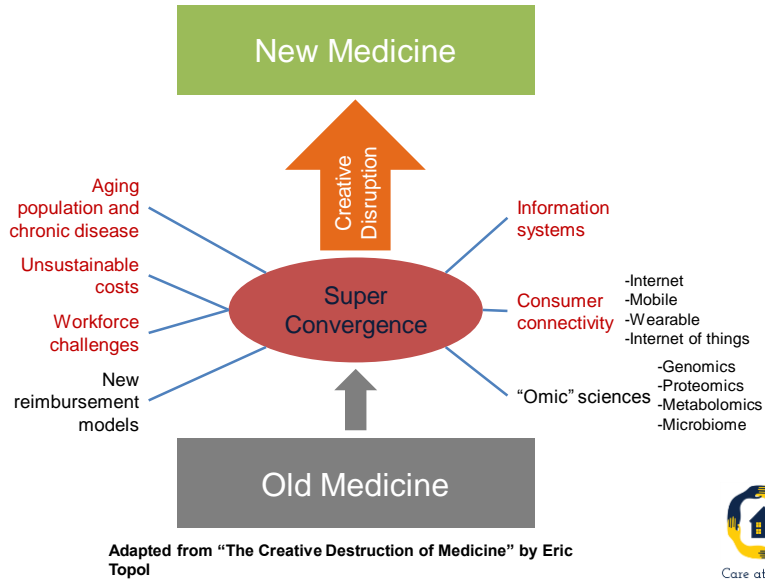 New Medicine
Creative
Disruption
Aging
population and
chronic disease
Unsustainable
costs
Workforce
challenges
New
reimbursement
models
Super
Convergence
Information
systems
Consumer
connectivity
-Internet
-Mobile
-Wearable
-Internet of things
“Omic” sciences
-Genomics
-Proteomics
-Metabolomics
-Microbiome
Old Medicine
Adapted from “The Creative Destruction of Medicine” by Eric
Topol
Care at